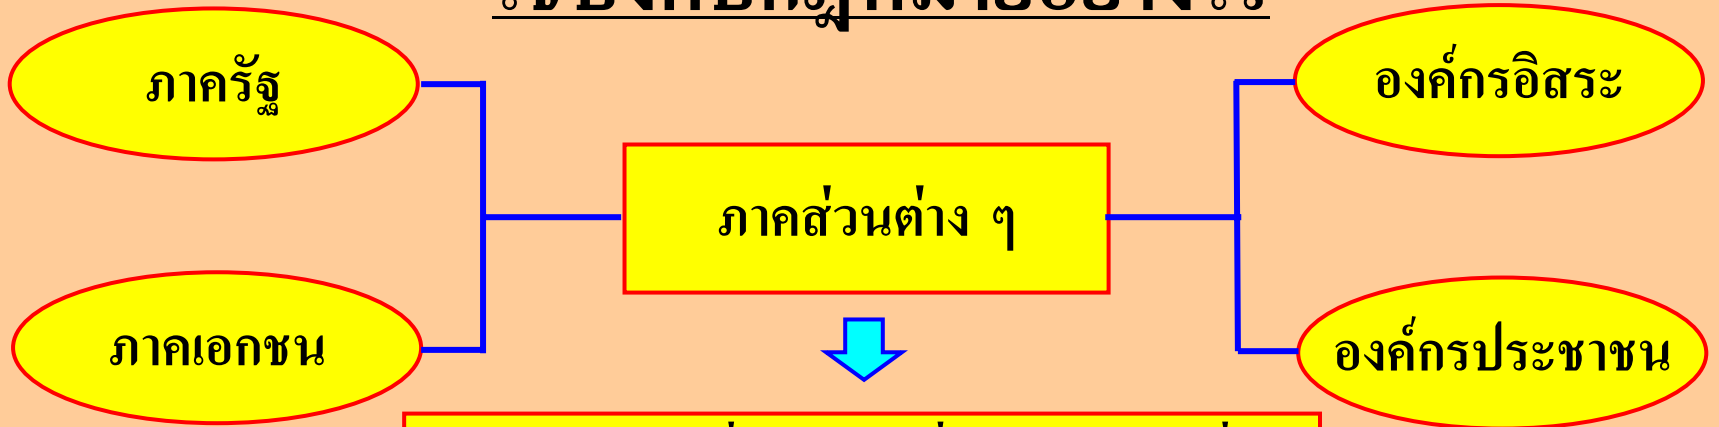 ภาครัฐ
องค์กรอิสระ
ภาคส่วนต่าง ๆ
ภาคเอกชน
องค์กรประชาชน